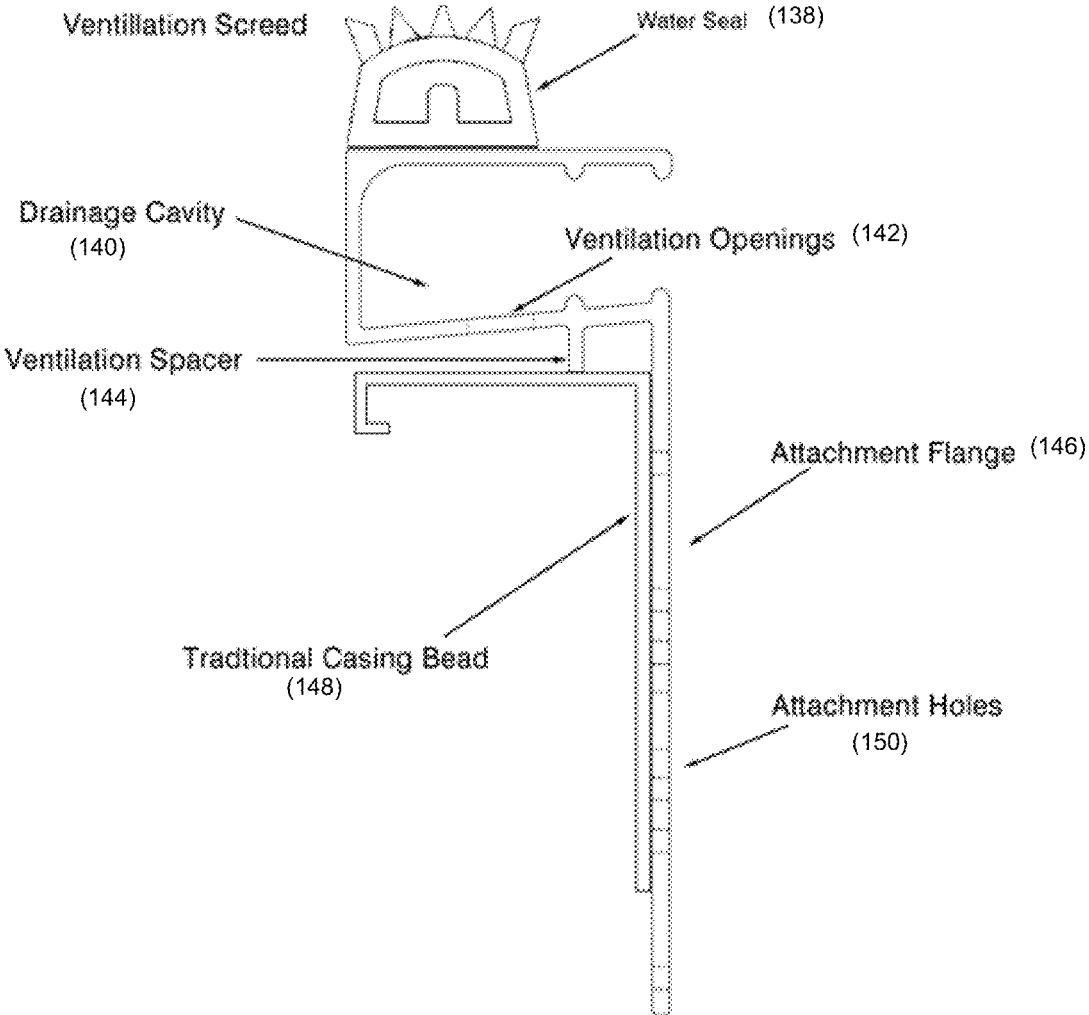 Ventillation Screed
Water Seal (138)
Drainage Cavity
(140)
Ventilation Openings (142)
Ventilation Spacer
(144)
Attachment Flange (146)
Tradtional Casing Bead
(148)
Attachment Holes
(150)